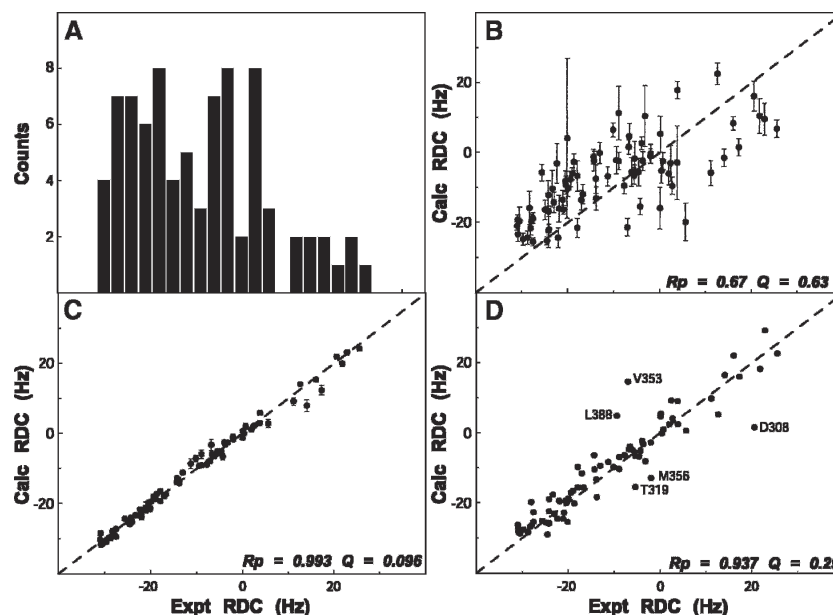 A
8
6
4
2
Counts
B
20
0
-20
Calc RDC (Hz)
Rp = 0.67 Q = 0.63
C
20
0
-20
Calc RDC (Hz)
Rp = 0.993 Q = 0.096
-20
0
20
Expt RDC (Hz)
D
20
0
-20
Calc RDC (Hz)
V353
L388
D308
M356
T319
Rp = 0.937 Q =
-20
0
20
Expt RDC (Hz)